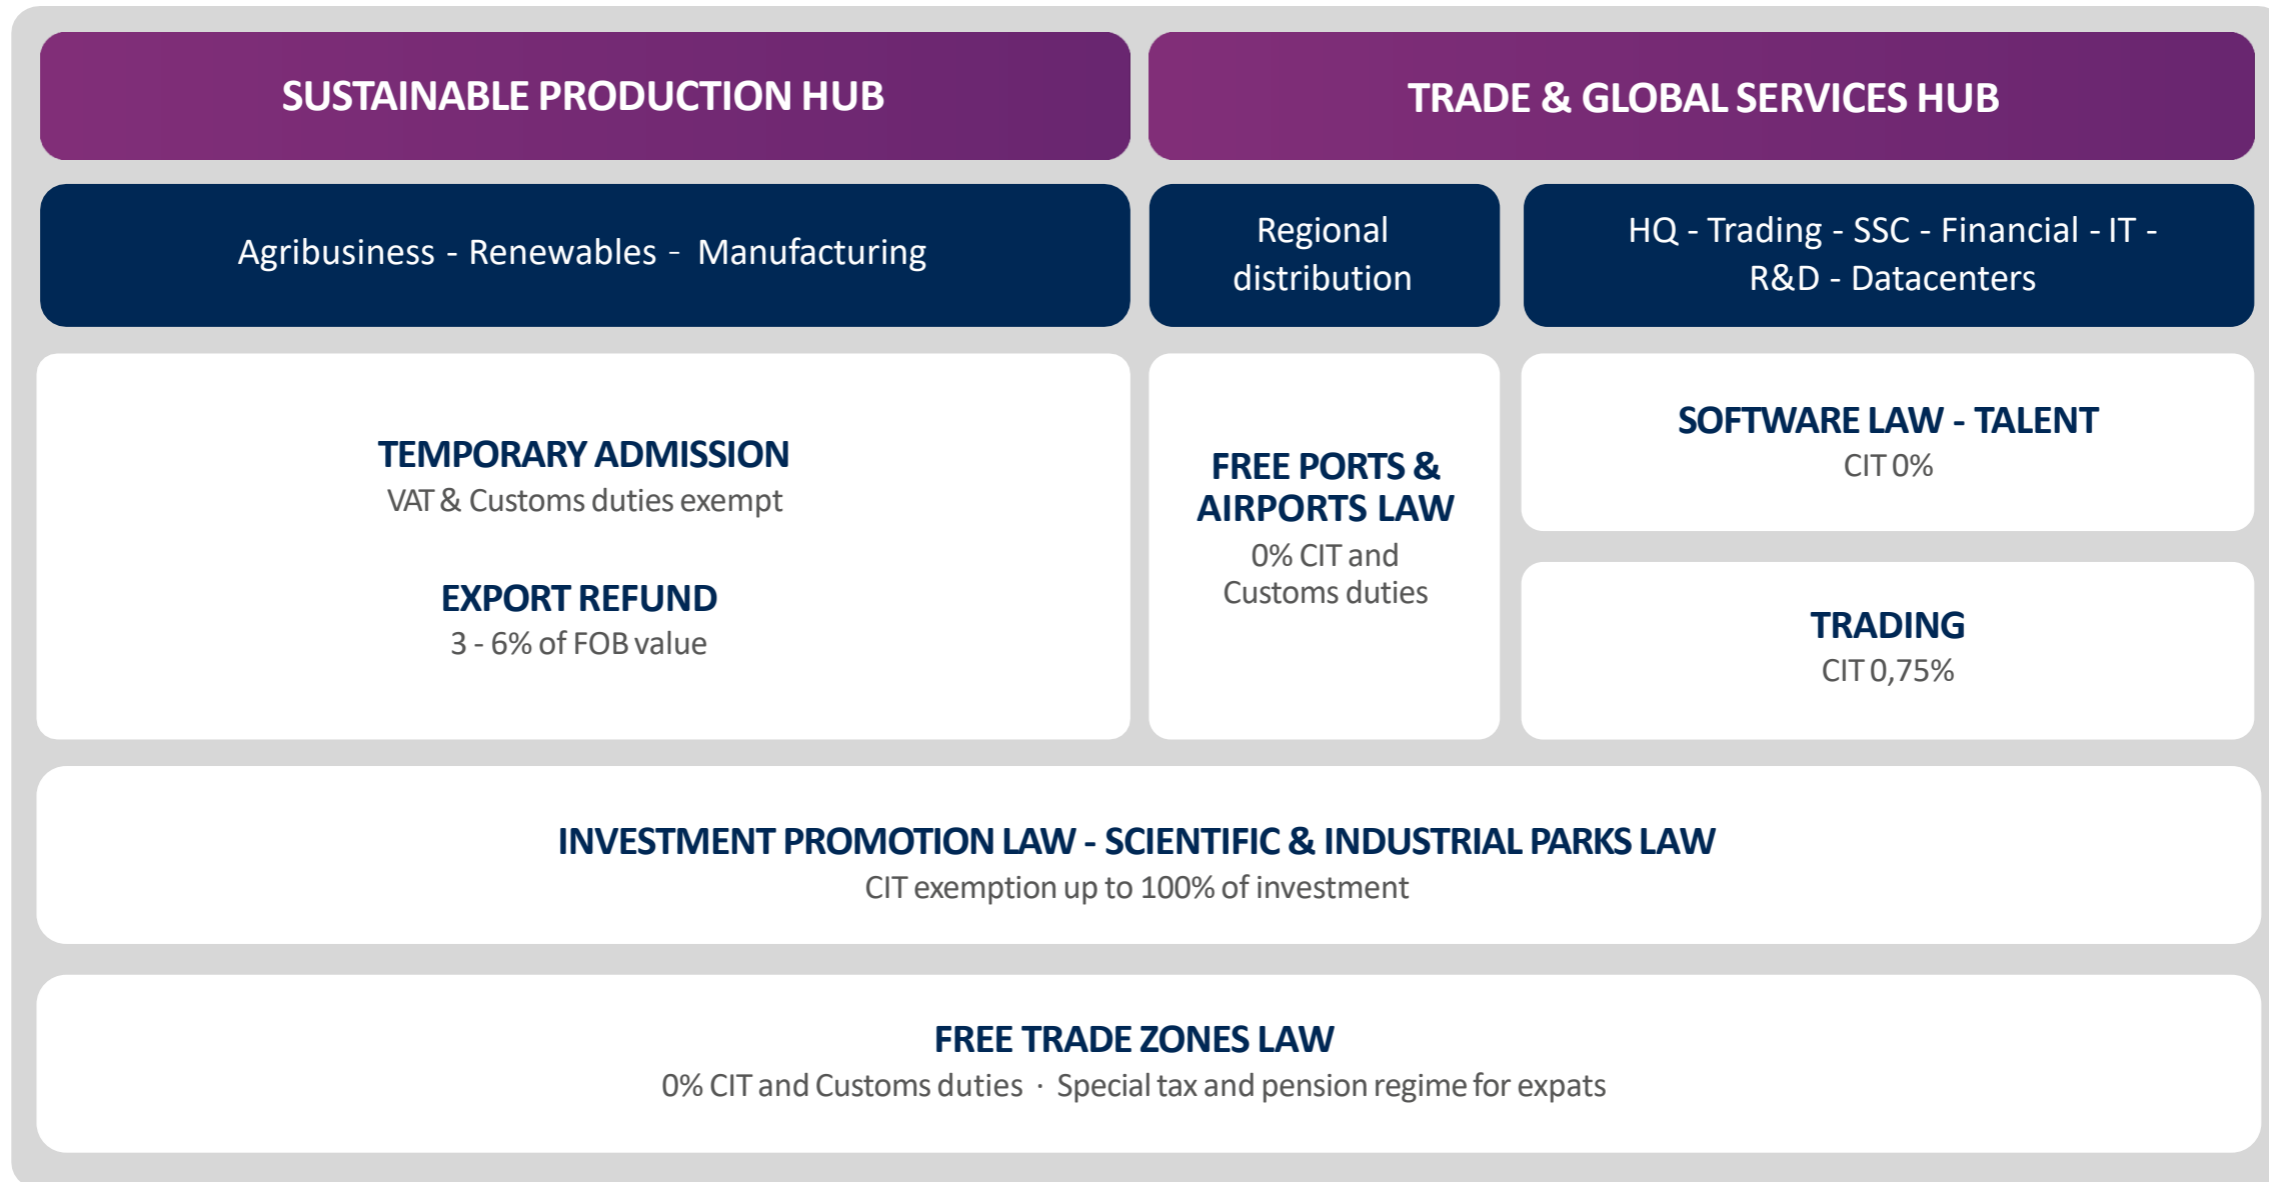 SUSTAINABLE PRODUCTION HUB
TRADE & GLOBAL SERVICES HUB
Agribusiness - Renewables - Manufacturing
Regional
distribution
HQ - Trading - SSC - Financial - IT -
R&D - Datacenters
TEMPORARY ADMISSION
VAT & Customs duties exempt
EXPORT REFUND
3 - 6% of FOB value
FREE PORTS &
AIRPORTS LAW
0% CIT and
Customs duties
SOFTWARE LAW - TALENT
CIT 0%
TRADING
CIT 0,75%
INVESTMENT PROMOTION LAW - SCIENTIFIC & INDUSTRIAL PARKS LAW
CIT exemption up to 100% of investment
FREE TRADE ZONES LAW
0% CIT and Customs duties · Special tax and pension regime for expats